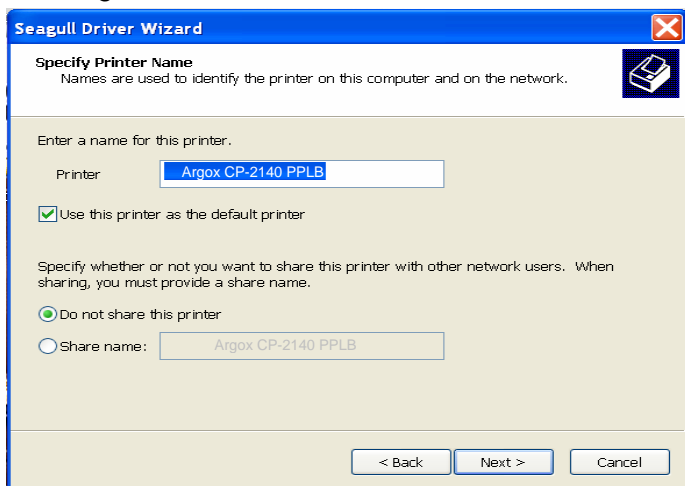 Seagull Driver Wizard
Specify Printer Name
Names are used to identify the printer on this computer and on the network.
Enter a name for this printer.
Printer Argox CP-2140 PPLB
Use this printer as the default printer
Specify whether or not you want to share this printer with other network users. When
sharing, you must provide a share name.
Do not share this printer
Share name: Argox CP-2140 PPLB
< Back Next > Cancel